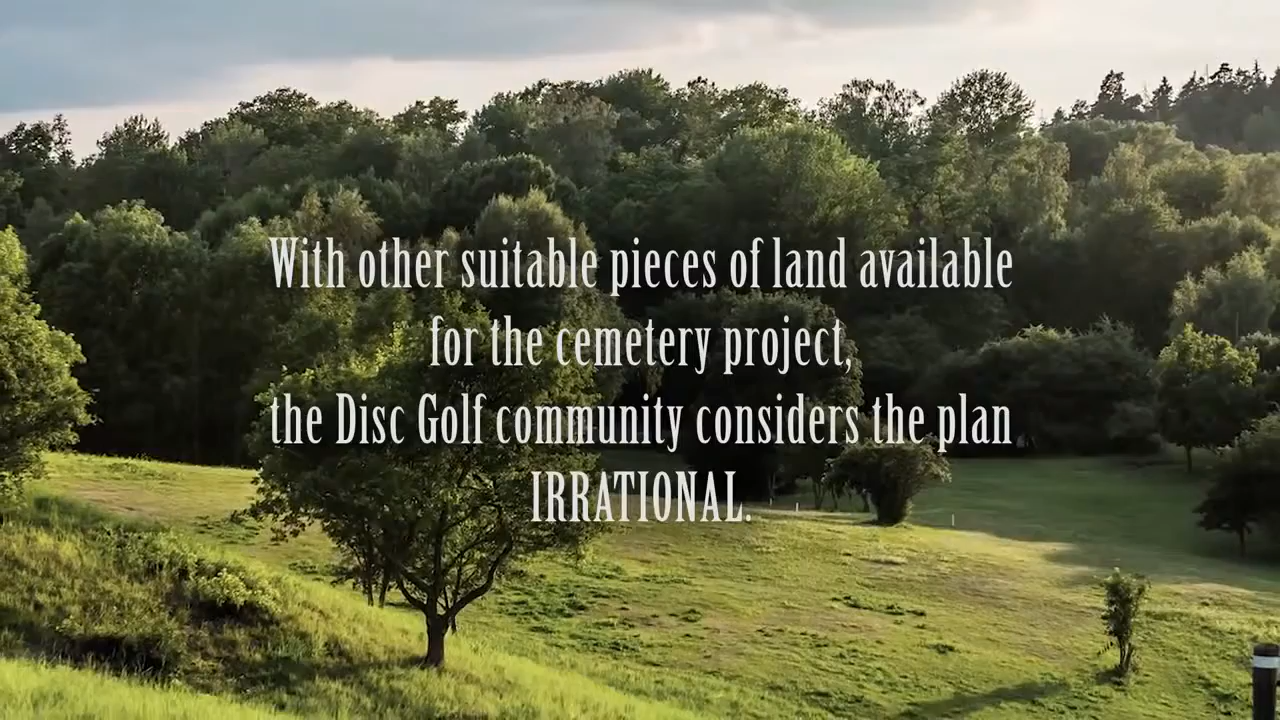 With other suitable pieces of land available
for the cemetery project,
the Disc Golf community considers the plan
IRRATIONAL.